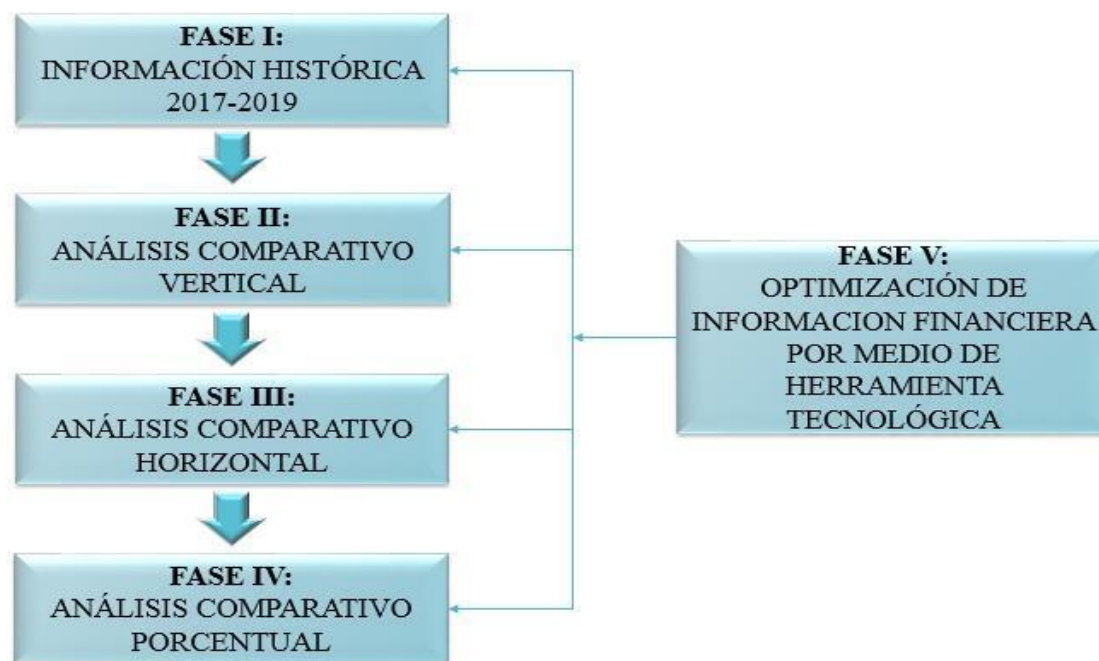 FASE I:
INFORMACIÓN HISTÓRICA
2017-2019
FASE II:
ANÁLISIS COMPARATIVO
VERTICAL
FASE III:
ANÁLISIS COMPARATIVO
HORIZONTAL
FASE IV:
ANÁLISIS COMPARATIVO
PORCENTUAL
FASE V:
OPTIMIZACIÓN DE
INFORMACION FINANCIERA
POR MEDIO DE
HERRAMIENTA
TECNOLÓGICA